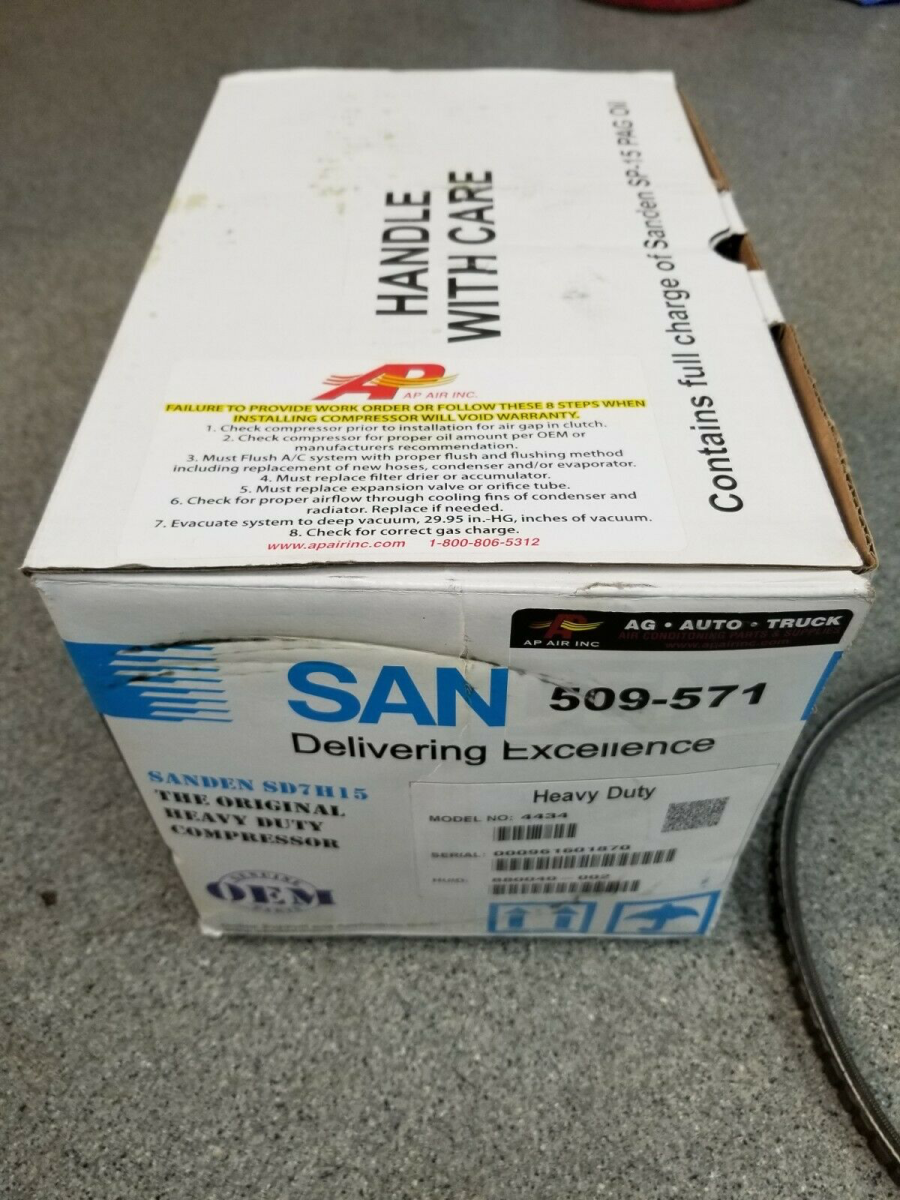 HANDLE
WITH CARE
Contains full charge of Sanden SP-15 PAG Oil
AP
AP AIR INC.
FAILURE TO PROVIDE WORK ORDER OR FOLLOW THESE 8 STEPS WHEN
INSTALLING COMPRESSOR WILL VOID WARRANTY.
1. Check compressor prior to installation for air gap in clutch.
2. Check compressor for proper oil amount per OEM or
manufacturers recommendation.
3. Must Flush A/C system with proper flush and flushing method
including replacement of new hoses, condenser and/or evaporator.
4. Must replace filter drier or accumulator.
5. Must replace expansion valve or orifice tube.
6. Check for proper airflow through cooling fins of condenser and
radiator. Replace if needed.
7. Evacuate system to deep vacuum, 29.95 in.-HG, inches of vacuum.
8. Check for correct gas charge.
www.apairinc.com 1-800-806-5312
AP
AP AIR INC
AG • AUTO • TRUCK
AIR CONDITIONING PARTS & SUPPLIES
SAN 509-571
Delivering Excellence
SANDEN SD7H15
THE ORIGINAL
HEAVY DUTY
COMPRESSOR
GENUINE
OEM
PARTS
Heavy Duty
MODEL NO: 4434
SERIAL: 000961601870